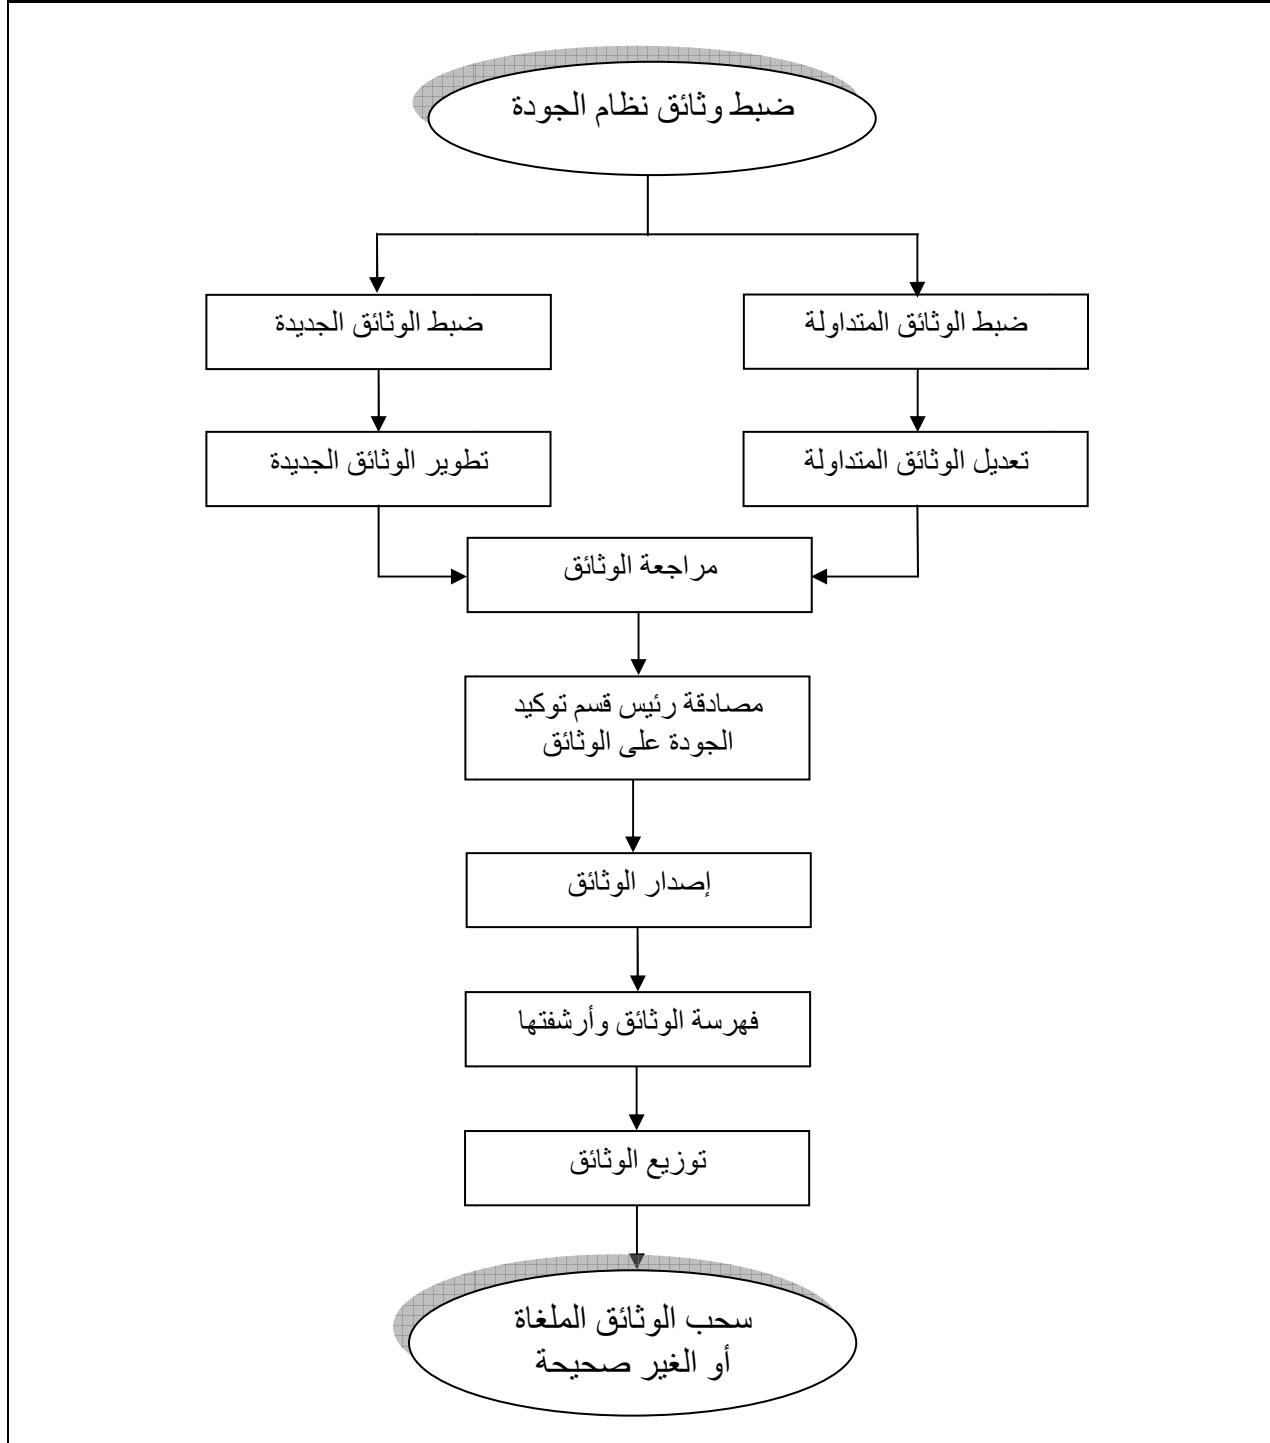 ضبط وثائق نظام الجودة
ضبط الوثائق المتداولة
ضبط الوثائق الجديدة
تعديل الوثائق المتداولة
تطوير الوثائق الجديدة
مراجعة الوثائق
مصادقة رئيس قسم توكيد
الجودة على الوثائق
إصدار الوثائق
فهرسة الوثائق وأرشفتها
توزيع الوثائق
سحب الوثائق الملغاة
أو الغير صحيحة